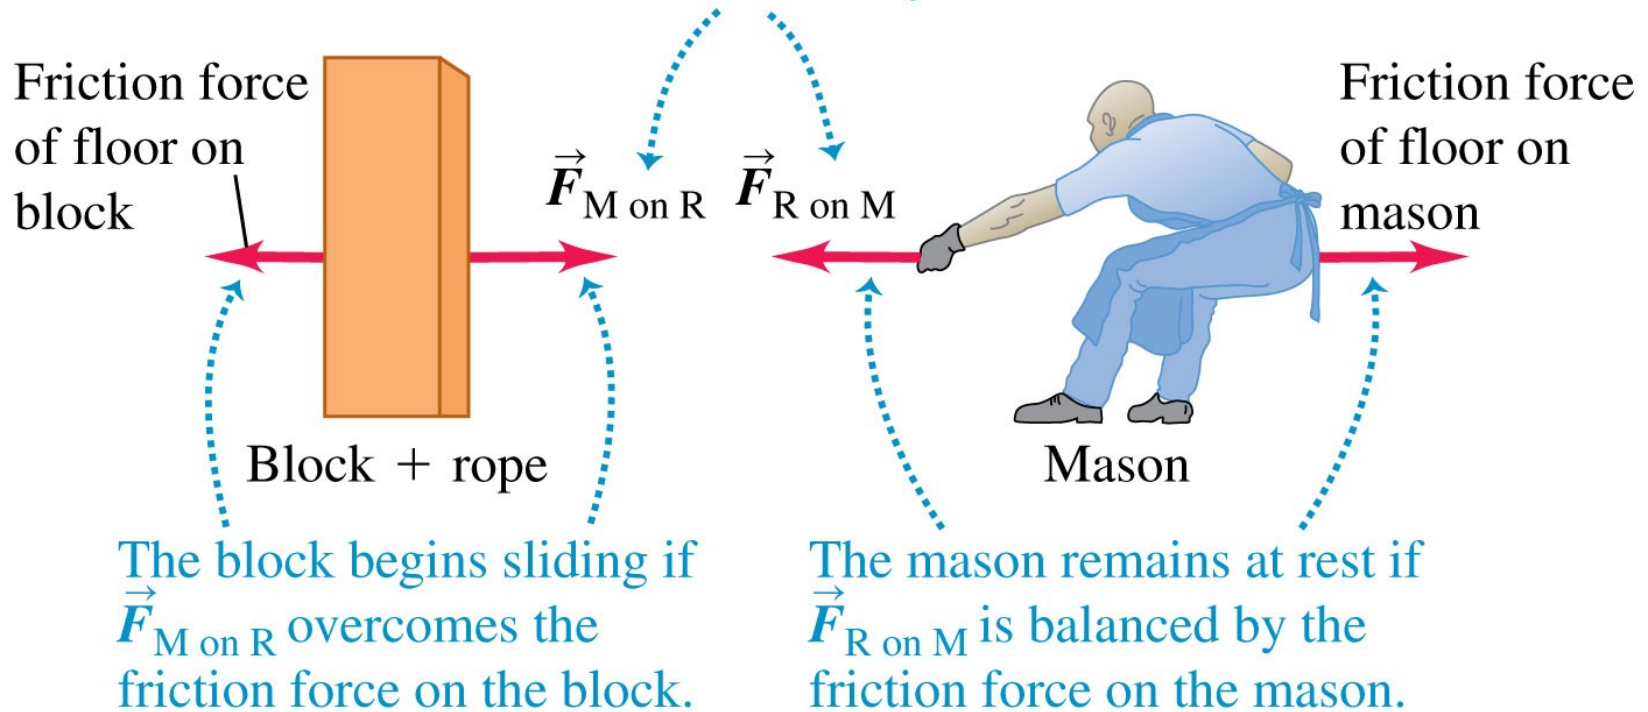 Friction force
of floor on
block
F⃗ M on R
F⃗ R on M
Friction force
of floor on
mason
Block + rope
Mason
The block begins sliding if
F⃗ M on R overcomes the
friction force on the block.
The mason remains at rest if
F⃗ R on M is balanced by the
friction force on the mason.